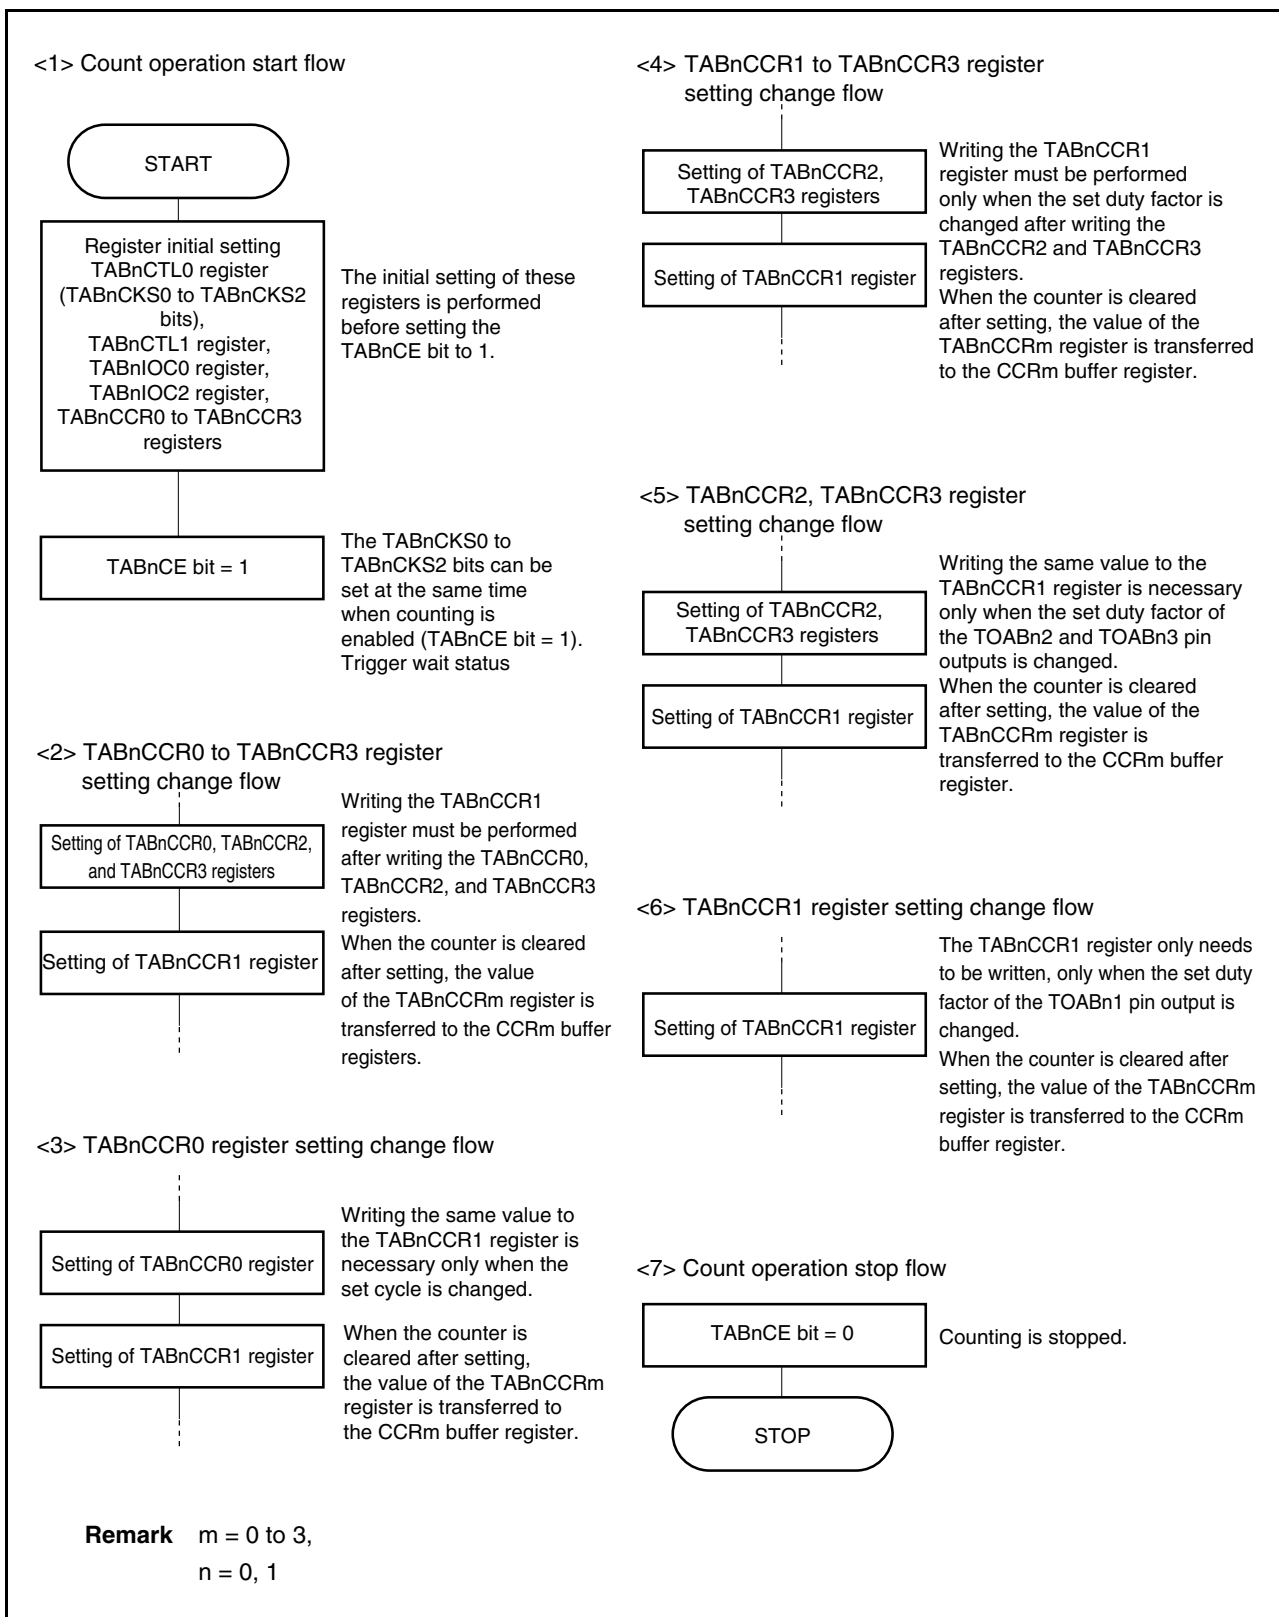 <1> Count operation start flow
START
Register initial setting
TABnCTL0 register
(TABnCKS0 to TABnCKS2
bits),
TABnCTL1 register,
TABnIOC0 register,
TABnIOC2 register,
TABnCCR0 to TABnCCR3
registers
The initial setting of these
registers is performed
before setting the
TABnCE bit to 1.
TABnCE bit = 1
The TABnCKS0 to
TABnCKS2 bits can be
set at the same time
when counting is
enabled (TABnCE bit = 1).
Trigger wait status
<2> TABnCCR0 to TABnCCR3 register
setting change flow
Setting of TABnCCR0, TABnCCR2,
and TABnCCR3 registers
Setting of TABnCCR1 register
Writing the TABnCCR1
register must be performed
after writing the TABnCCR0,
TABnCCR2, and TABnCCR3
registers.
When the counter is cleared
after setting, the value
of the TABnCCRm register is
transferred to the CCRm buffer
registers.
<3> TABnCCR0 register setting change flow
Setting of TABnCCR0 register
Writing the same value to
the TABnCCR1 register is
necessary only when the
set cycle is changed.
Setting of TABnCCR1 register
When the counter is
cleared after setting,
the value of the TABnCCRm
register is transferred to
the CCRm buffer register.
<4> TABnCCR1 to TABnCCR3 register
setting change flow
Setting of TABnCCR2,
TABnCCR3 registers
Setting of TABnCCR1 register
Writing the TABnCCR1
register must be performed
only when the set duty factor is
changed after writing the
TABnCCR2 and TABnCCR3
registers.
When the counter is cleared
after setting, the value of the
TABnCCRm register is transferred
to the CCRm buffer register.
<5> TABnCCR2, TABnCCR3 register
setting change flow
Setting of TABnCCR2,
TABnCCR3 registers
Setting of TABnCCR1 register
Writing the same value to the
TABnCCR1 register is necessary
only when the set duty factor of
the TOABn2 and TOABn3 pin
outputs is changed.
When the counter is cleared
after setting, the value of the
TABnCCRm register is
transferred to the CCRm buffer
register.
<6> TABnCCR1 register setting change flow
Setting of TABnCCR1 register
The TABnCCR1 register only needs
to be written, only when the set duty
factor of the TOABn1 pin output is
changed.
When the counter is cleared after
setting, the value of the TABnCCRm
register is transferred to the CCRm
buffer register.
<7> Count operation stop flow
TABnCE bit = 0
Counting is stopped.
STOP
Remark m = 0 to 3,
n = 0, 1